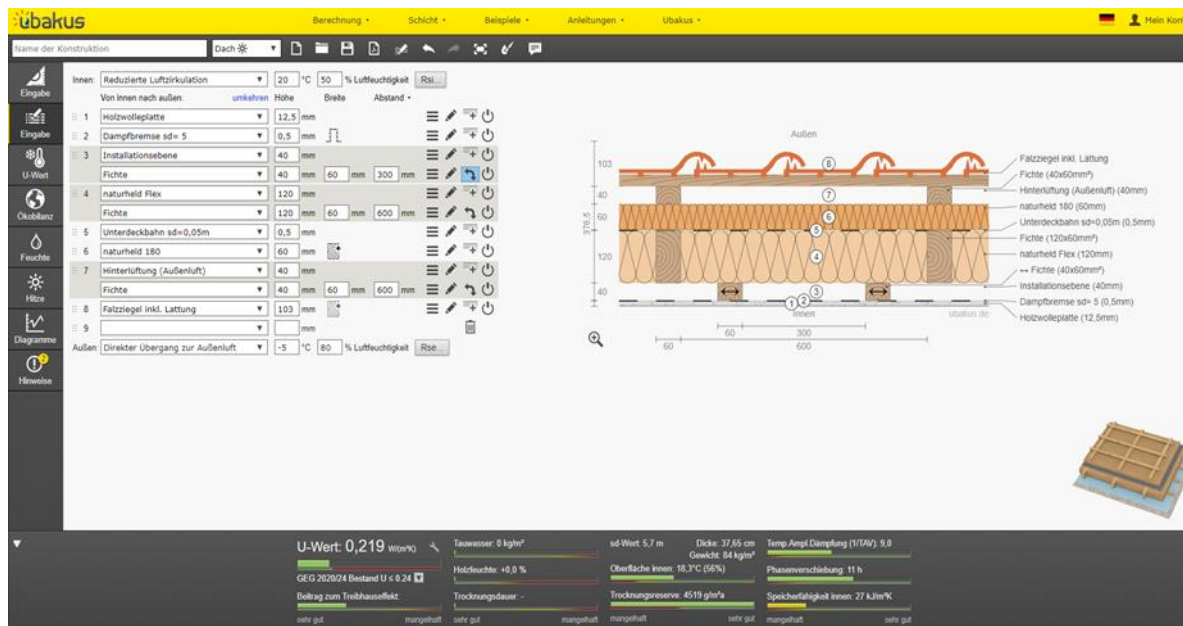 übakus
Berechnung Schicht Beispiele Anleitungen Ubakus Mein Kon
Name der Konstruktion Dach
Eingabe
Eingabe
U-Wert
Ökobilanz
Feuchte
Hitze
Diagramme
Hinweise 2
Innen: Reduzierte Luftzirkulation 20 °C 50 % Luftfeuchtigkeit Rsi...
Von innen nach außen: umkehren Höhe Breite Abstand
1 Holzwolleplatte 12,5 mm
2 Dampfbremse sd= 5 0,5 mm
3 Installationsebene 40 mm
Fichte 40 mm 60 mm 300 mm
4 naturheld Flex 120 mm
Fichte 120 mm 60 mm 600 mm
5 Unterdeckbahn sd=0,05m 0,5 mm
6 naturheld 180 60 mm
7 Hinterlüftung (Außenluft) 40 mm
Fichte 40 mm 60 mm 600 mm
8 Falzziegel inkl. Lattung 103 mm
9 mm
Außen: Direkter Übergang zur Außenluft -5 °C 80 % Luftfeuchtigkeit Rse...
Außen
103
40
60
120
40
376,5
8
7
6
5
4
3
1 2
Innen
ubakus.de
60 300
60 600
Falzziegel inkl. Lattung
Fichte (40x60mm²)
Hinterlüftung (Außenluft) (40mm)
naturheld 180 (60mm)
Unterdeckbahn sd=0,05m (0,5mm)
Fichte (120x60mm²)
naturheld Flex (120mm)
↔ Fichte (40x60mm²)
Installationsebene (40mm)
Dampfbremse sd= 5 (0,5mm)
Holzwolleplatte (12,5mm)
U-Wert: 0,219 W/(m²K)
GEG 2020/24 Bestand U ≤ 0.24
Beitrag zum Treibhauseffekt:
sehr gut mangelhaft
Tauwasser: 0 kg/m²
Holzfeuchte: +0,0 %
Trocknungsdauer: -
sehr gut mangelhaft
sd-Wert: 5,7 m Dicke: 37,65 cm
Gewicht: 84 kg/m²
Oberfläche innen: 18,3°C (56%)
Trocknungsreserve: 4519 g/m²a
mangelhaft sehr gut
Temp.Ampl.Dämpfung (1/TAV): 9,0
Phasenverschiebung: 11 h
Speicherfähigkeit innen: 27 kJ/m²K
mangelhaft sehr gut